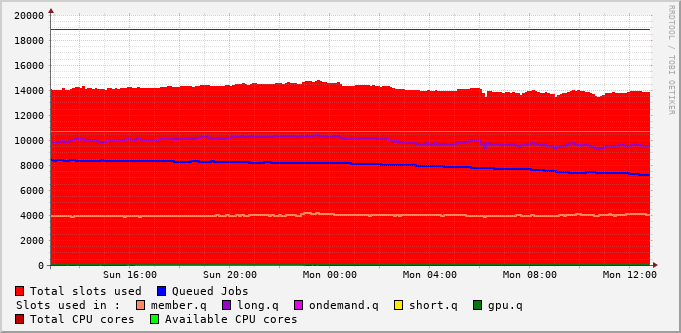 RRDTOOL / TOBI OETIKER
20000
18000
16000
14000
12000
10000
8000
6000
4000
2000
0
Sun 16:00 Sun 20:00 Mon 00:00 Mon 04:00 Mon 08:00 Mon 12:00
Total slots used Queued Jobs
Slots used in : member.q long.q ondemand.q short.q gpu.q
Total CPU cores Available CPU cores